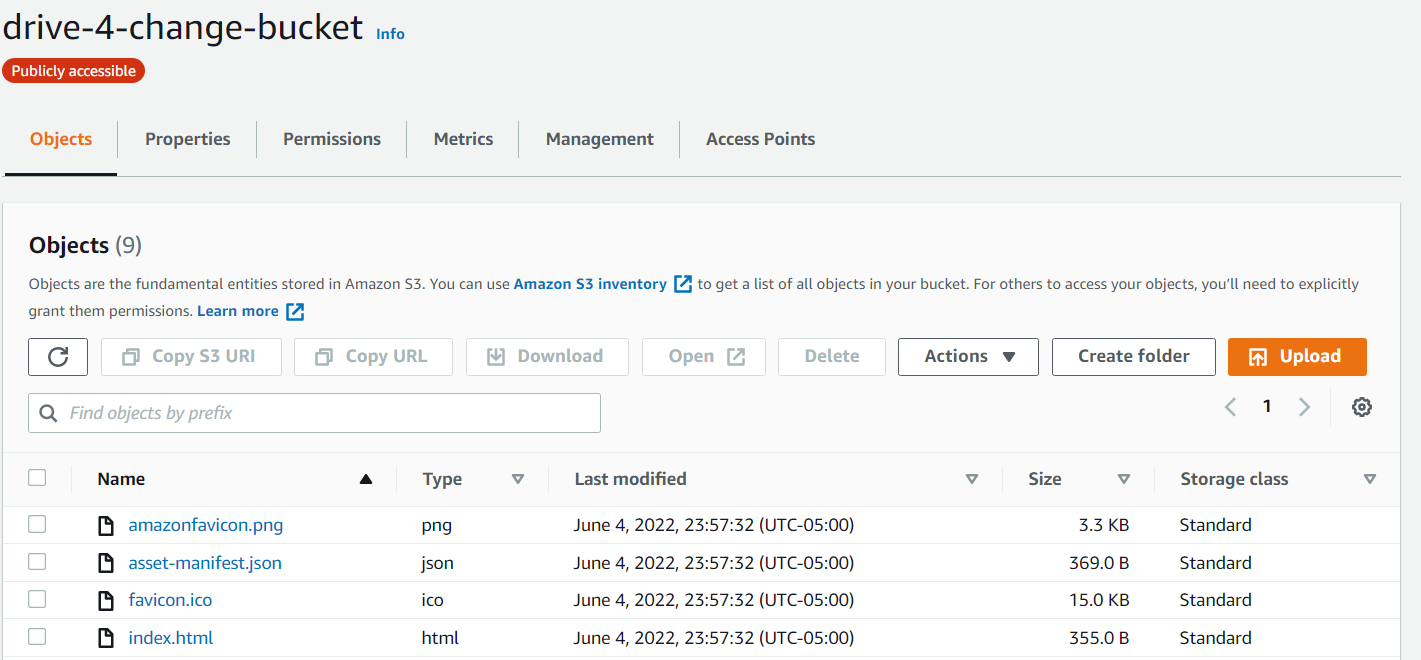 drive-4-change-bucket Info
Publicly accessible
Objects Properties Permissions Metrics Management Access Points
Objects (9)
Objects are the fundamental entities stored in Amazon S3. You can use Amazon S3 inventory to get a list of all objects in your bucket. For others to access your objects, you'll need to explicitly
grant them permissions. Learn more
Copy S3 URI Copy URL Download Open Delete Actions Create folder Upload
Find objects by prefix 1
Name Type Last modified Size Storage class
amazonfavicon.png png June 4, 2022, 23:57:32 (UTC-05:00) 3.3 KB Standard
asset-manifest.json json June 4, 2022, 23:57:32 (UTC-05:00) 369.0 B Standard
favicon.ico ico June 4, 2022, 23:57:32 (UTC-05:00) 15.0 KB Standard
index.html html June 4, 2022, 23:57:32 (UTC-05:00) 355.0 B Standard